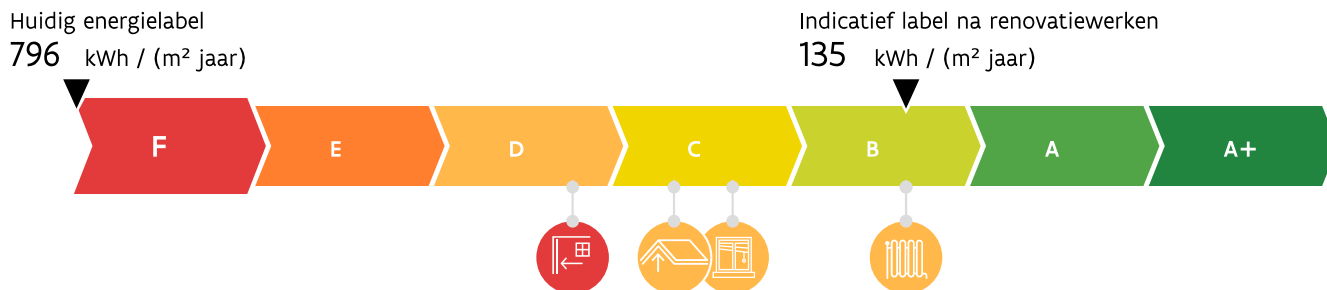 Huidig energielabel
796 kWh / (m² jaar)
Indicatief label na renovatiewerken
135 kWh / (m² jaar)
F E D C B A A+